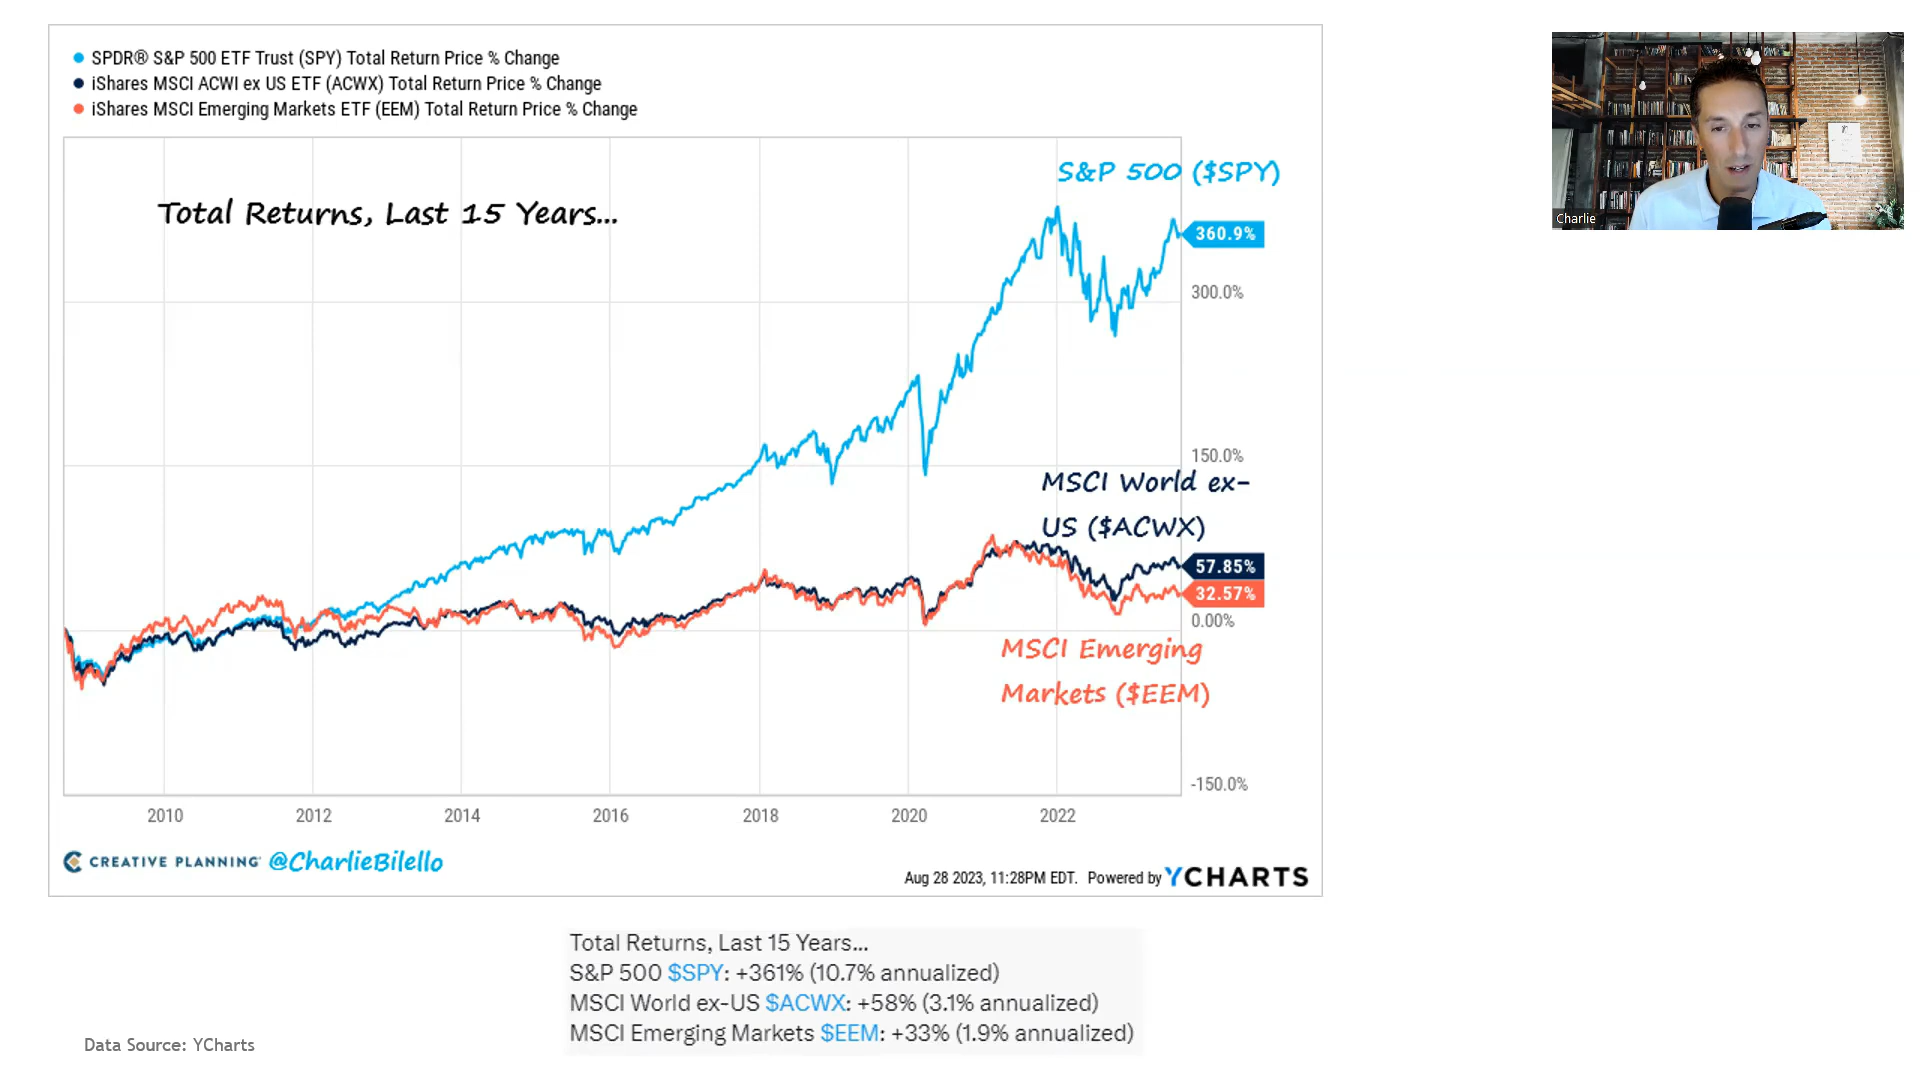 SPDR® S&P 500 ETF Trust (SPY) Total Return Price % Change
iShares MSCI ACWI ex US ETF (ACWX) Total Return Price % Change
iShares MSCI Emerging Markets ETF (EEM) Total Return Price % Change
Total Returns, Last 15 Years...
S&P 500 ($SPY)
360.9%
300.0%
150.0%
MSCI World ex-
US ($ACWX)
57.85%
32.57%
0.00%
MSCI Emerging
Markets ($EEM)
-150.0%
2010 2012 2014 2016 2018 2020 2022
CREATIVE PLANNING @CharlieBilello
Aug 28 2023, 11:28PM EDT. Powered by YCHARTS
Total Returns, Last 15 Years...
S&P 500 $SPY: +361% (10.7% annualized)
MSCI World ex-US $ACWX: +58% (3.1% annualized)
MSCI Emerging Markets $EEM: +33% (1.9% annualized)
Data Source: YCharts
Charlie